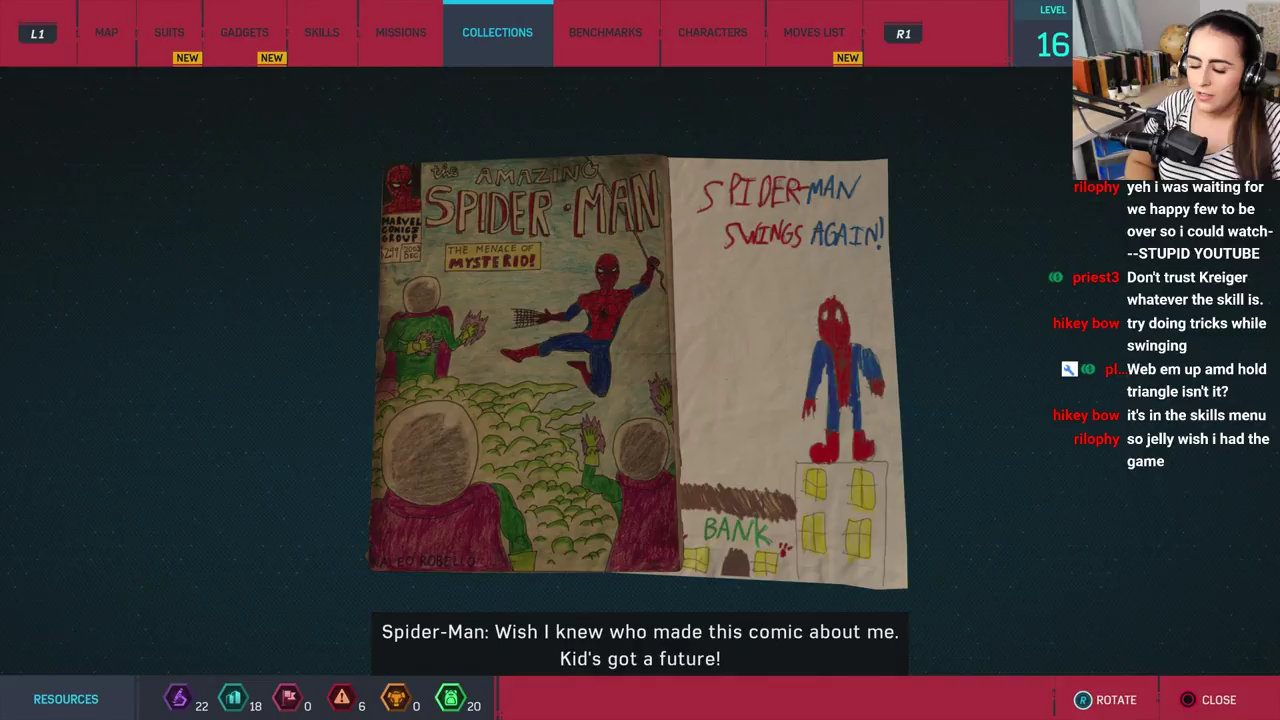 L1
MAP
SUITS
NEW
GADGETS
NEW
SKILLS
MISSIONS
COLLECTIONS
BENCHMARKS
CHARACTERS
MOVES LIST
NEW
R1
LEVEL
16
the AMAZING
SPIDER-MAN
MARVEL
COMICS
GROUP
DEC
THE MENACE OF
MYSTERIO!
SPIDER-MAN
SWINGS AGAIN!
BANK
ROBELLO
Spider-Man: Wish I knew who made this comic about me.
Kid's got a future!
rilophy yeh i was waiting for
we happy few to be
over so i could watch-
--STUPID YOUTUBE
priest3 Don't trust Kreiger
whatever the skill is.
hikey bow try doing tricks while
swinging
pl... Web em up amd hold
triangle isn't it?
hikey bow it's in the skills menu
rilophy so jelly wish i had the
game
RESOURCES
22
18
0
6
0
20
R ROTATE
CLOSE